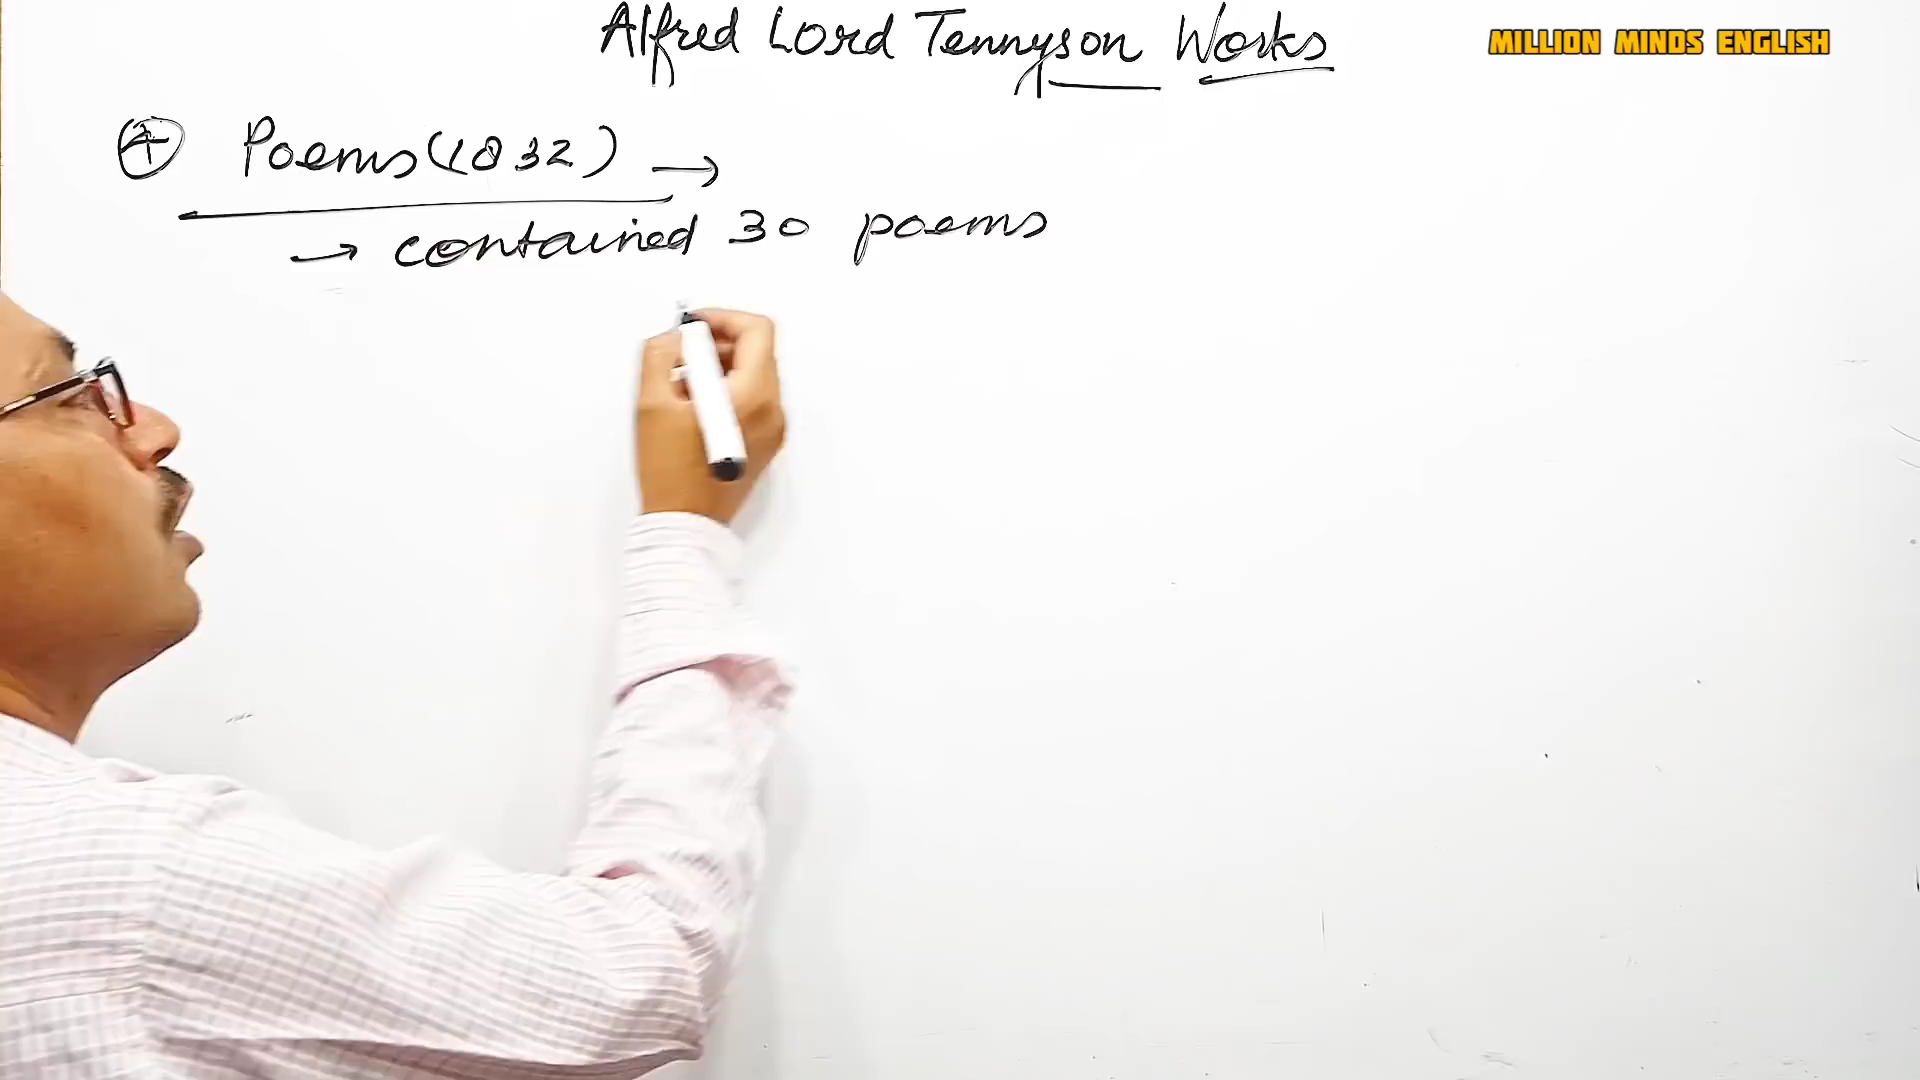 Alfred Lord Tennyson Works
MILLION MINDS ENGLISH
④ Poems (1832) →
→ contained 30 poems